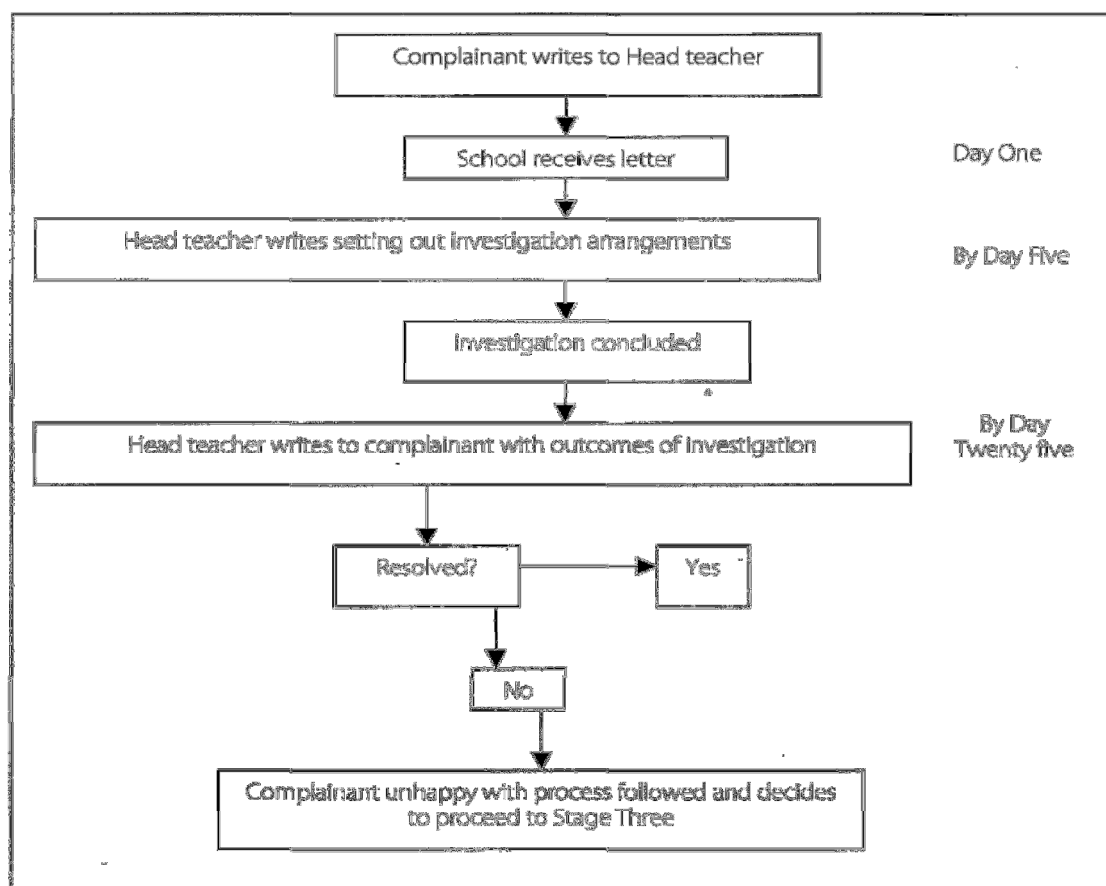 Complainant writes to Head teacher
School receives letter
Day One
Head teacher writes setting out investigation arrangements
By Day Five
Investigation concluded
Head teacher writes to complainant with outcomes of investigation
By Day
Twenty five
Resolved?
Yes
No
Complainant unhappy with process followed and decides
to proceed to Stage Three